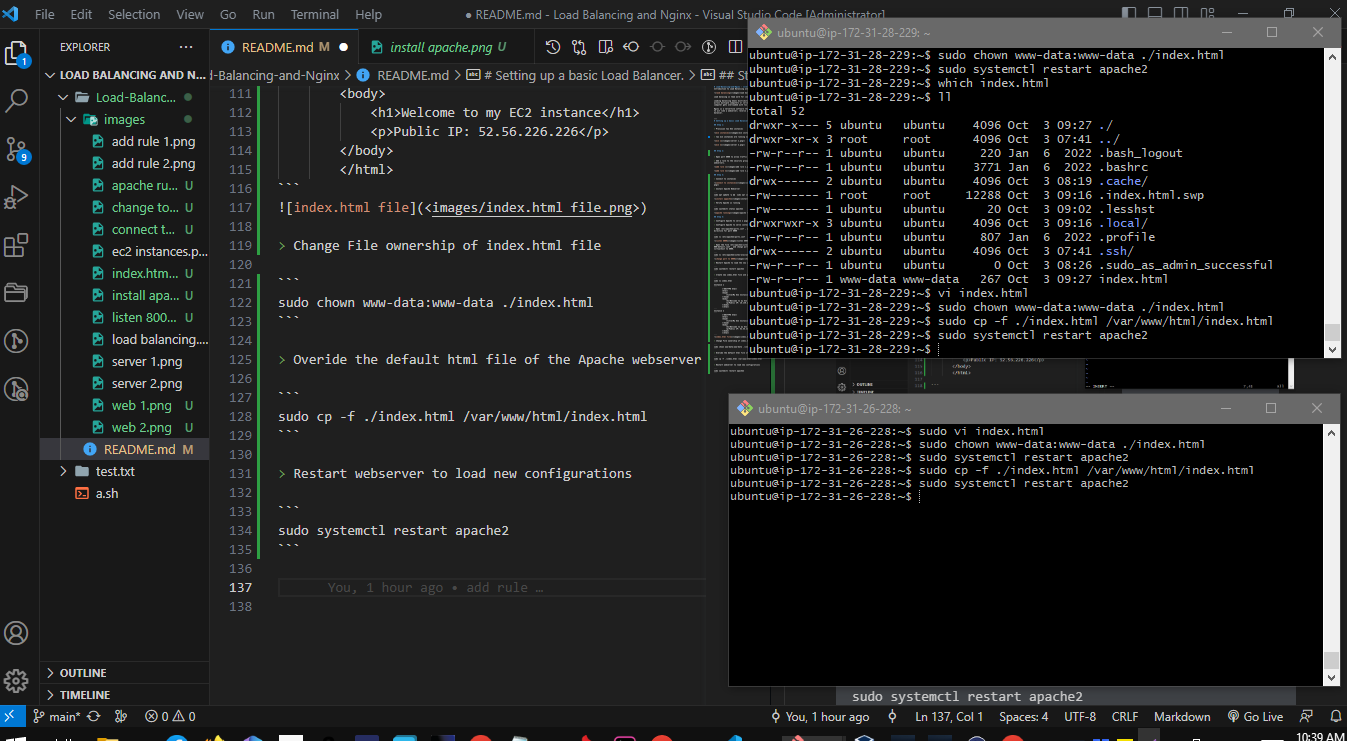 File Edit Selection View Go Run Terminal Help
● README.md - Load Balancing and Nginx - Visual Studio Code [Administrator]
EXPLORER ···
README.md M ●
install apache.png U
LOAD BALANCING AND N...
Load-Balanc...
images
add rule 1.png
add rule 2.png
apache ru... U
change to... U
connect t... U
ec2 instances.p...
index.htm... U
install apa... U
listen 800... U
load balancing....
server 1.png
server 2.png
web 1.png U
web 2.png U
README.md M
test.txt
a.sh
OUTLINE
TIMELINE
1
9
d-Balancing-and-Nginx > README.md > # Setting up a basic Load Balancer. > ## St
111 <body>
112 <h1>Welcome to my EC2 instance</h1>
113 <p>Public IP: 52.56.226.226</p>
114 </body>
115 </html>
116 ```
117 ![index.html file](<images/index.html file.png>)
118
119 > Change File ownership of index.html file
120
121 ```
122 sudo chown www-data:www-data ./index.html
123 ```
124
125 > Overide the default html file of the Apache webserver
126
127 ```
128 sudo cp -f ./index.html /var/www/html/index.html
129 ```
130
131 > Restart webserver to load new configurations
132
133 ```
134 sudo systemctl restart apache2
135 ```
136
137 You, 1 hour ago • add rule …
138
ubuntu@ip-172-31-28-229: ~
ubuntu@ip-172-31-28-229:~$ sudo chown www-data:www-data ./index.html
ubuntu@ip-172-31-28-229:~$ sudo systemctl restart apache2
ubuntu@ip-172-31-28-229:~$ which index.html
ubuntu@ip-172-31-28-229:~$ ll
total 52
drwxr-x--- 5 ubuntu ubuntu 4096 Oct 3 09:27 ./
drwxr-xr-x 3 root root 4096 Oct 3 07:41 ../
-rw-r--r-- 1 ubuntu ubuntu 220 Jan 6 2022 .bash_logout
-rw-r--r-- 1 ubuntu ubuntu 3771 Jan 6 2022 .bashrc
drwx------ 2 ubuntu ubuntu 4096 Oct 3 08:19 .cache/
-rw------- 1 root root 12288 Oct 3 09:16 .index.html.swp
-rw------- 1 ubuntu ubuntu 20 Oct 3 09:02 .lesshst
drwxrwxr-x 3 ubuntu ubuntu 4096 Oct 3 09:16 .local/
-rw-r--r-- 1 ubuntu ubuntu 807 Jan 6 2022 .profile
drwx------ 2 ubuntu ubuntu 4096 Oct 3 07:41 .ssh/
-rw-r--r-- 1 ubuntu ubuntu 0 Oct 3 08:26 .sudo_as_admin_successful
-rw-r--r-- 1 www-data www-data 267 Oct 3 09:27 index.html
ubuntu@ip-172-31-28-229:~$ vi index.html
ubuntu@ip-172-31-28-229:~$ sudo chown www-data:www-data ./index.html
ubuntu@ip-172-31-28-229:~$ sudo cp -f ./index.html /var/www/html/index.html
ubuntu@ip-172-31-28-229:~$ sudo systemctl restart apache2
ubuntu@ip-172-31-28-229:~$
ubuntu@ip-172-31-26-228: ~
ubuntu@ip-172-31-26-228:~$ sudo vi index.html
ubuntu@ip-172-31-26-228:~$ sudo chown www-data:www-data ./index.html
ubuntu@ip-172-31-26-228:~$ sudo systemctl restart apache2
ubuntu@ip-172-31-26-228:~$ sudo cp -f ./index.html /var/www/html/index.html
ubuntu@ip-172-31-26-228:~$ sudo systemctl restart apache2
ubuntu@ip-172-31-26-228:~$
sudo systemctl restart apache2
main* 0 0 You, 1 hour ago Ln 137, Col 1 Spaces: 4 UTF-8 CRLF Markdown Go Live
10:39 AM